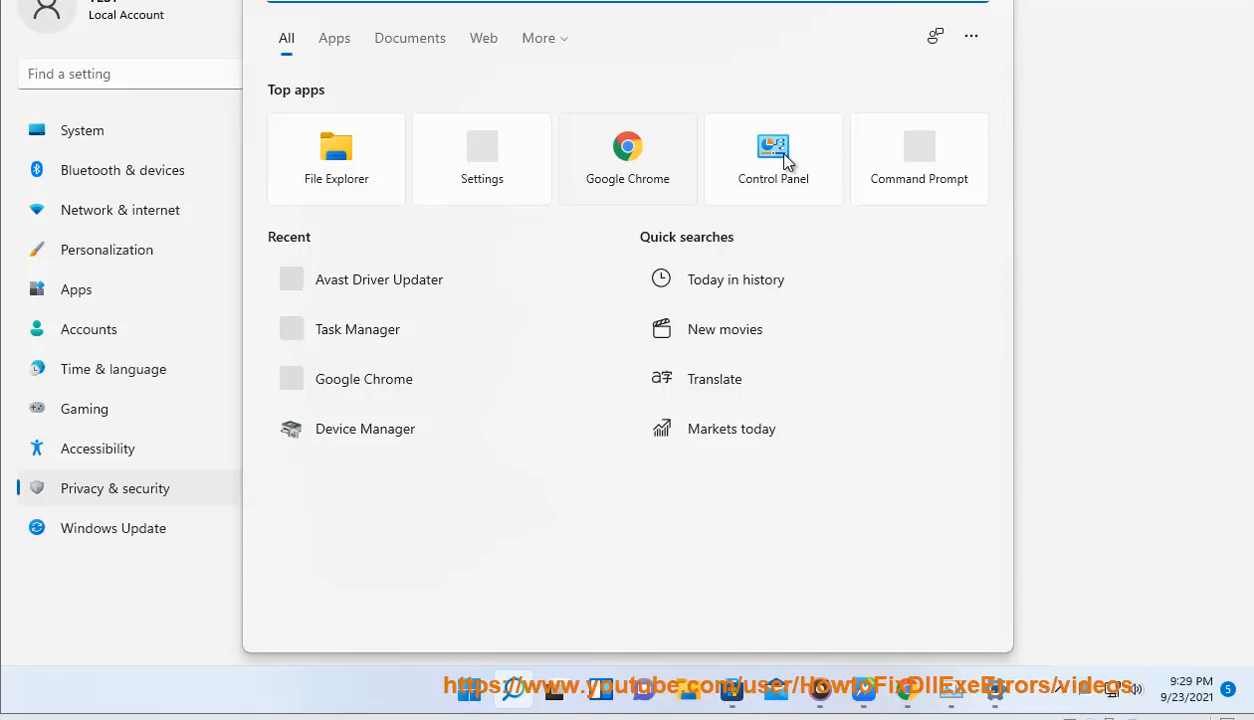 Local Account
Find a setting
System
Bluetooth & devices
Network & internet
Personalization
Apps
Accounts
Time & language
Gaming
Accessibility
Privacy & security
Windows Update
All Apps Documents Web More
Top apps
File Explorer Settings Google Chrome Control Panel Command Prompt
Recent
Avast Driver Updater
Task Manager
Google Chrome
Device Manager
Quick searches
Today in history
New movies
Translate
Markets today
https://www.youtube.com/user/HowtoFixDllExeErrors/videos
9:29 PM
9/23/2021
5